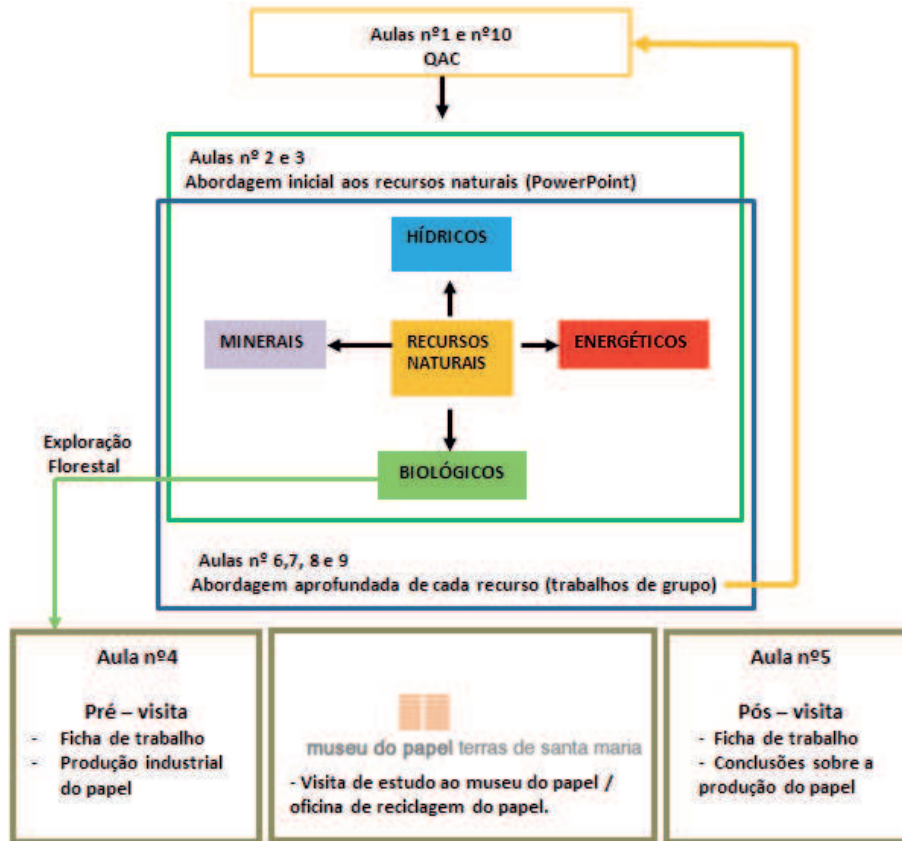 Aulas nº1 e nº10
QAC
Aulas nº 2 e 3
Abordagem inicial aos recursos naturais (PowerPoint)
HÍDRICOS
MINERAIS
RECURSOS
NATURAIS
ENERGÉTICOS
BIOLÓGICOS
Exploração
Florestal
Aulas nº 6,7, 8 e 9
Abordagem aprofundada de cada recurso (trabalhos de grupo)
Aula nº4
Pré – visita
- Ficha de trabalho
- Produção industrial
do papel
museu do papel terras de santa maria
- Visita de estudo ao museu do papel /
oficina de reciclagem do papel.
Aula nº5
Pós – visita
- Ficha de trabalho
- Conclusões sobre a
produção do papel